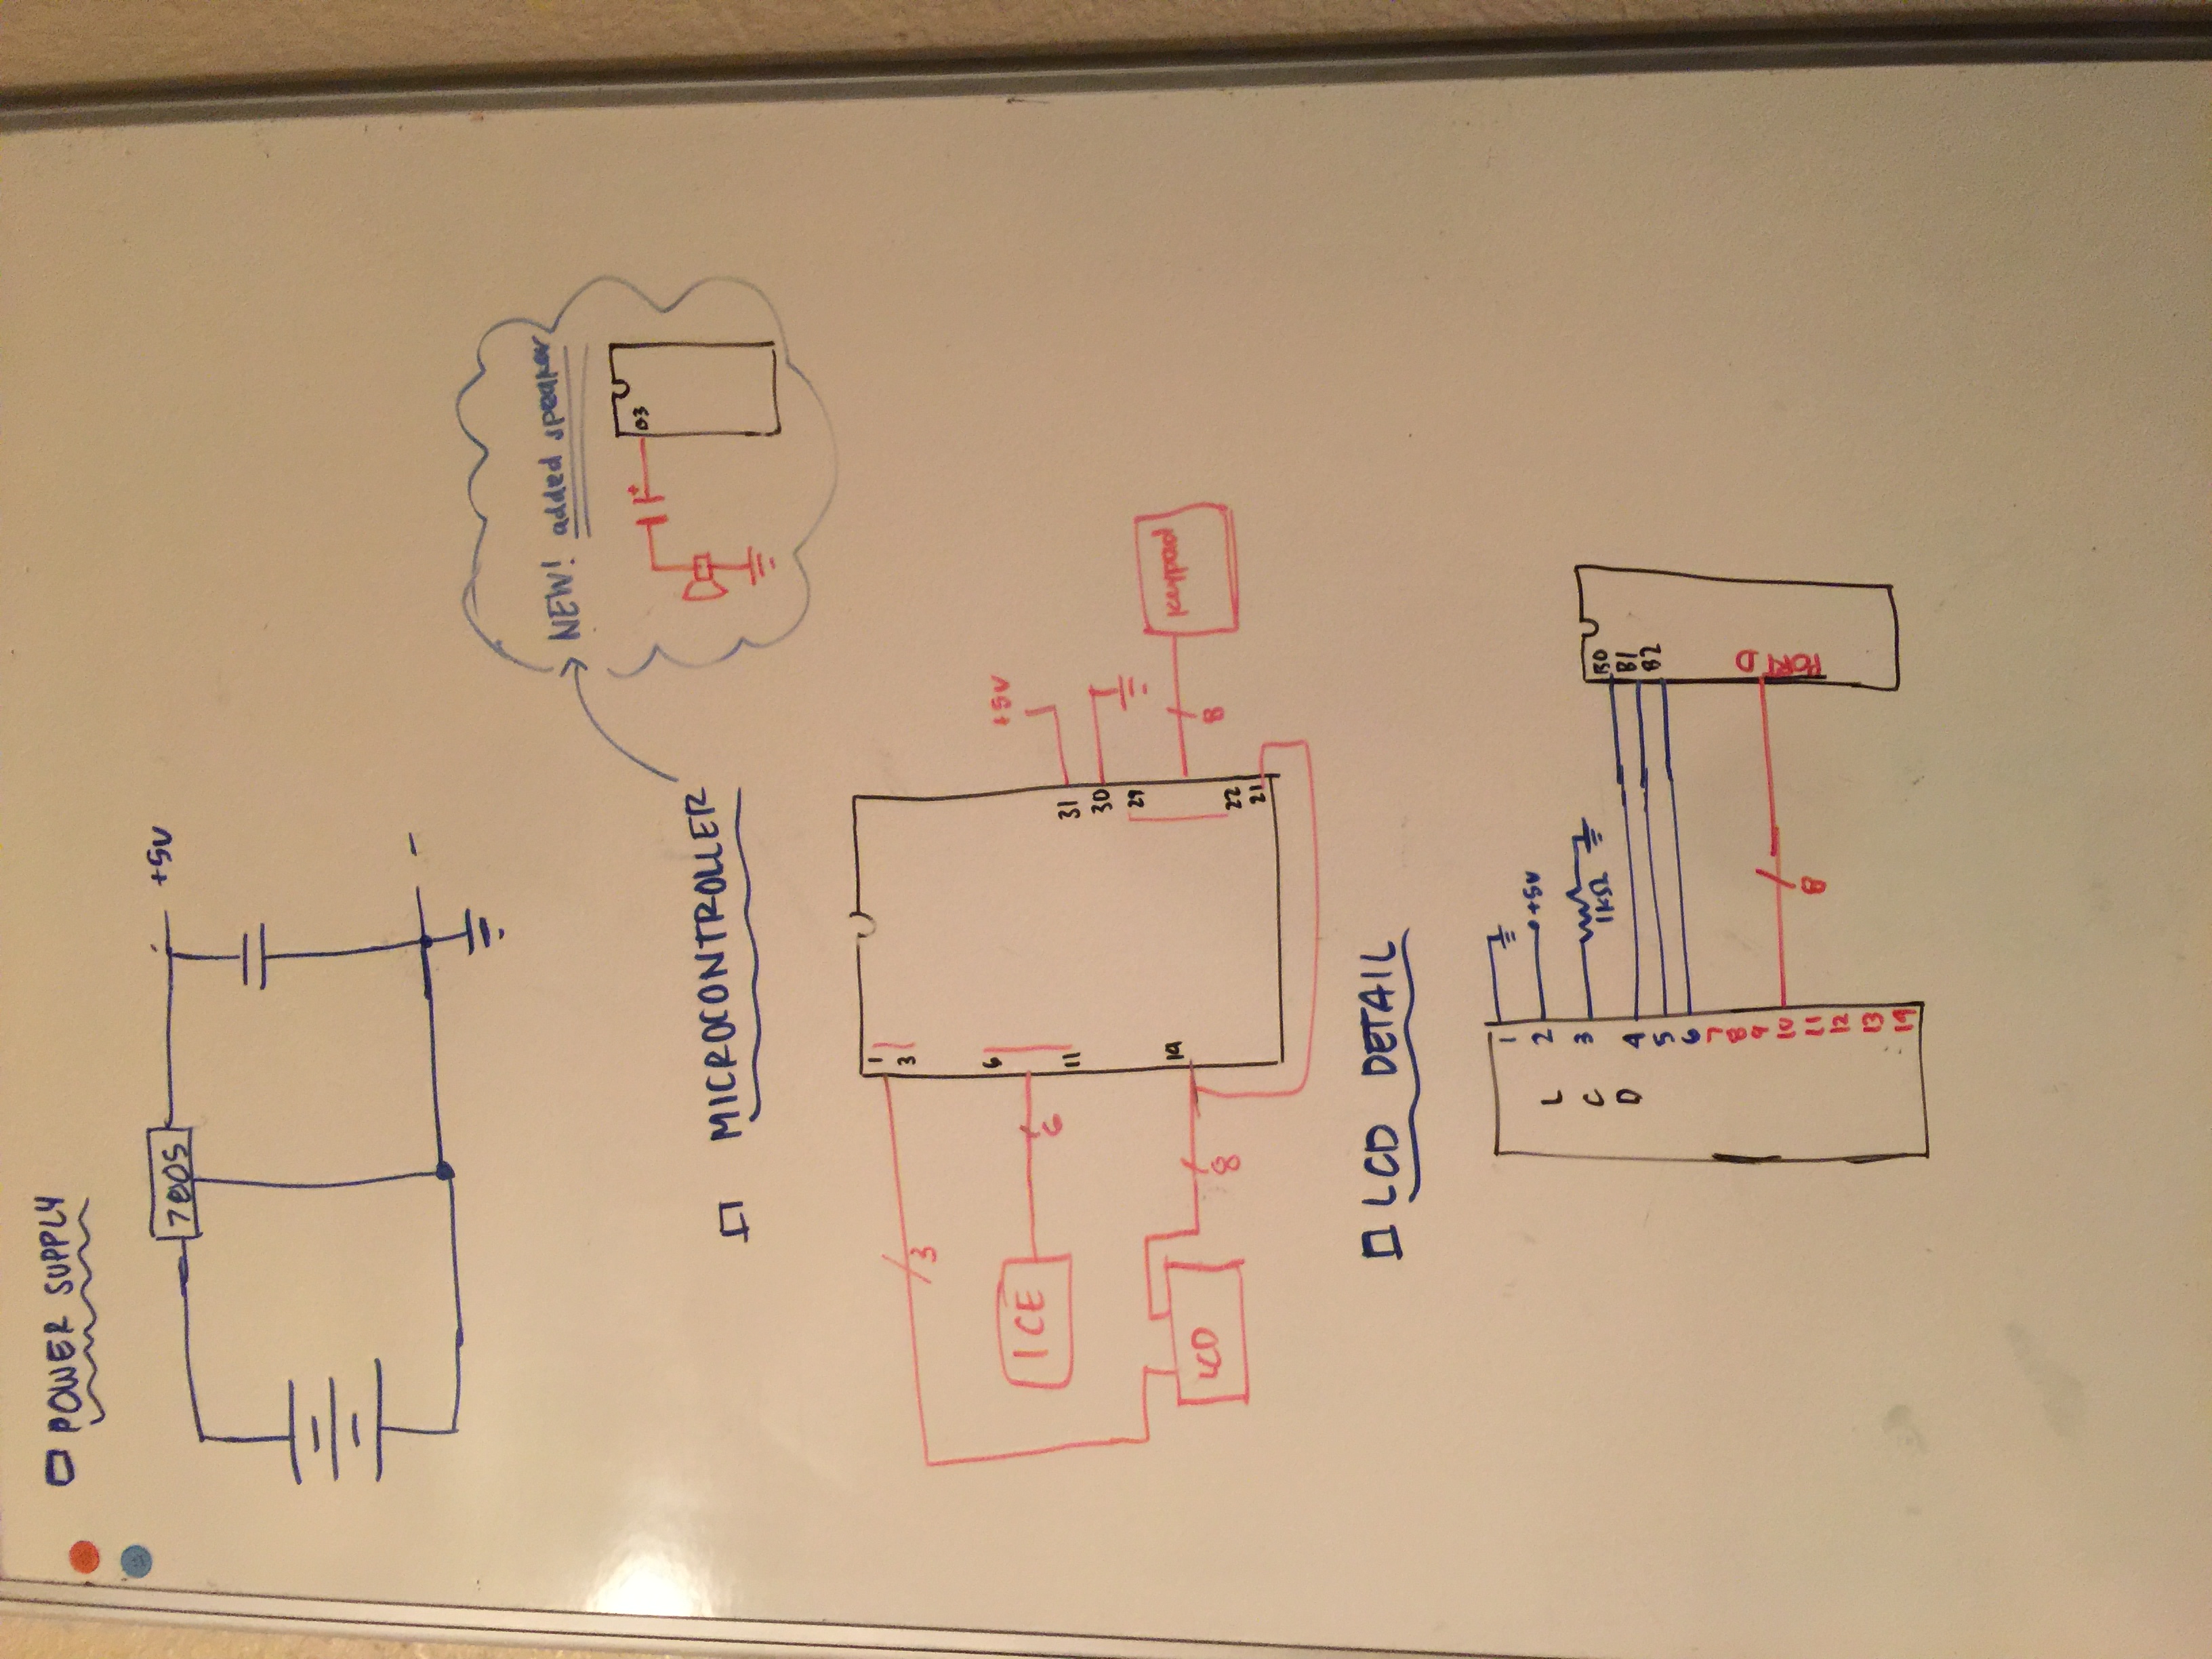 POWER SUPPLY
7805
+5V
-
NEW! added speaker
+
B3
MICROCONTROLLER
1
3
3
6
ICE
6
+5V
11
31
30
29
14
keypad
LCD
8
8
22
21
LCD DETAIL
1
2
+5V
L
3
C
1kΩ
B0
D
4
B1
5
B2
6
7
8
9
PORT D
10
8
11
12
13
14